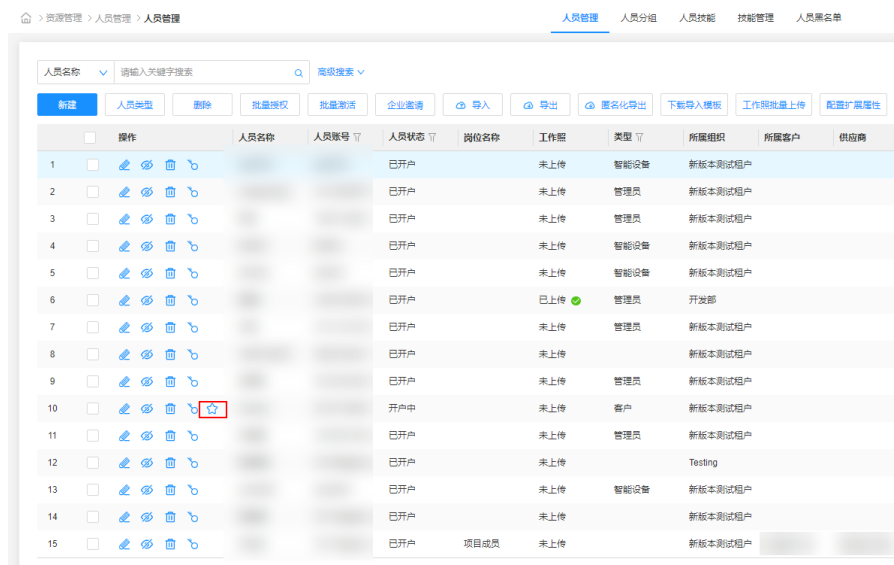 资源管理 > 人员管理 > 人员管理
人员管理 人员分组 人员技能 技能管理 人员黑名单
人员名称 请输入关键字搜索 高级搜索
新建 人员类型 删除 批量授权 批量激活 企业邀请 导入 导出 匿名化导出 下载导入模板 工作照批量上传 配置扩展属性
操作 人员名称 人员账号 人员状态 岗位名称 工作照 类型 所属组织 所属客户 供应商
1 已开户 未上传 智能设备 新版本测试租户
2 已开户 未上传 管理员 新版本测试租户
3 已开户 未上传 管理员 新版本测试租户
4 已开户 未上传 智能设备 新版本测试租户
5 已开户 未上传 智能设备 新版本测试租户
6 已开户 已上传 管理员 开发部
7 已开户 未上传 管理员 新版本测试租户
8 已开户 未上传 新版本测试租户
9 已开户 未上传 管理员 新版本测试租户
10 开户中 未上传 客户 新版本测试租户
11 已开户 未上传 管理员 新版本测试租户
12 已开户 未上传 Testing
13 已开户 未上传 智能设备 新版本测试租户
14 已开户 未上传 新版本测试租户
15 已开户 项目成员 未上传 新版本测试租户